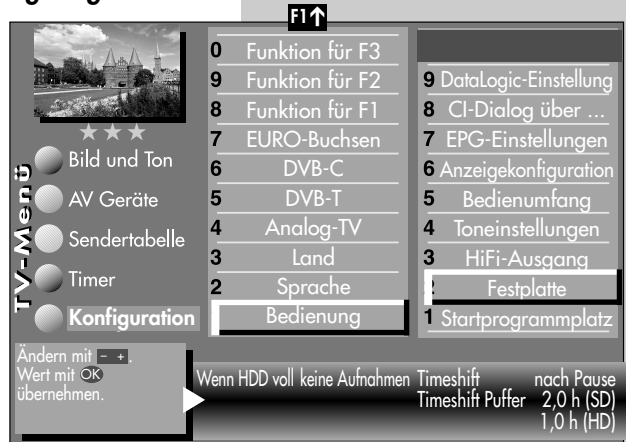 F1↑
TV-Menü
Bild und Ton
AV Geräte
Sendertabelle
Timer
Konfiguration
0 Funktion für F3
9 Funktion für F2
8 Funktion für F1
7 EURO-Buchsen
6 DVB-C
5 DVB-T
4 Analog-TV
3 Land
2 Sprache
Bedienung
9 DataLogic-Einstellung
8 CI-Dialog über ...
7 EPG-Einstellungen
6 Anzeigekonfiguration
5 Bedienumfang
4 Toneinstellungen
3 HiFi-Ausgang
2 Festplatte
1 Startprogrammplatz
Ändern mit - +.
Wert mit OK
übernehmen.
Wenn HDD voll keine Aufnahmen
Timeshift nach Pause
Timeshift Puffer 2,0 h (SD)
1,0 h (HD)